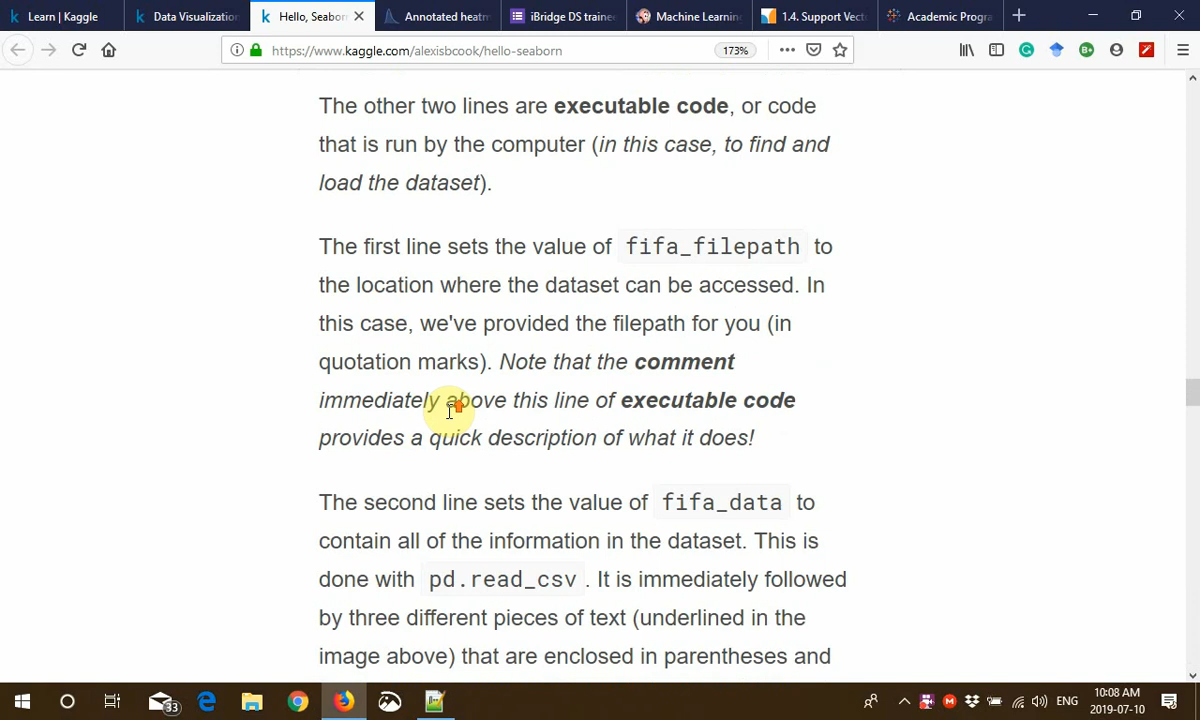 Learn | Kaggle
Data Visualization
Hello, Seaborn
Annotated heatm
iBridge DS traine
Machine Learnin
1.4. Support Vect
Academic Progra
https://www.kaggle.com/alexisbcook/hello-seaborn
173%
The other two lines are executable code, or code
that is run by the computer (in this case, to find and
load the dataset).
The first line sets the value of fifa_filepath to
the location where the dataset can be accessed. In
this case, we've provided the filepath for you (in
quotation marks). Note that the comment
immediately above this line of executable code
provides a quick description of what it does!
The second line sets the value of fifa_data to
contain all of the information in the dataset. This is
done with pd.read_csv. It is immediately followed
by three different pieces of text (underlined in the
image above) that are enclosed in parentheses and
33
ENG
10:08 AM
2019-07-10